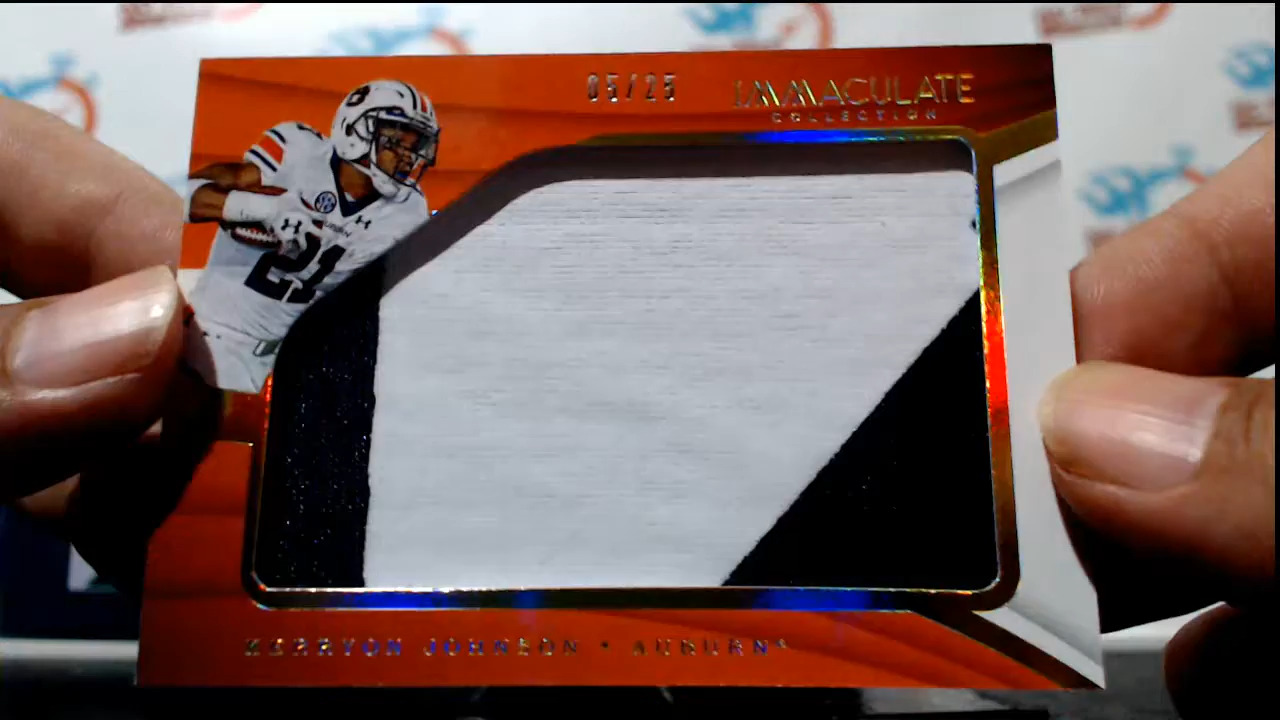 05/25
IMMACULATE
COLLECTION
21
KERRYON JOHNSON • AUBURN